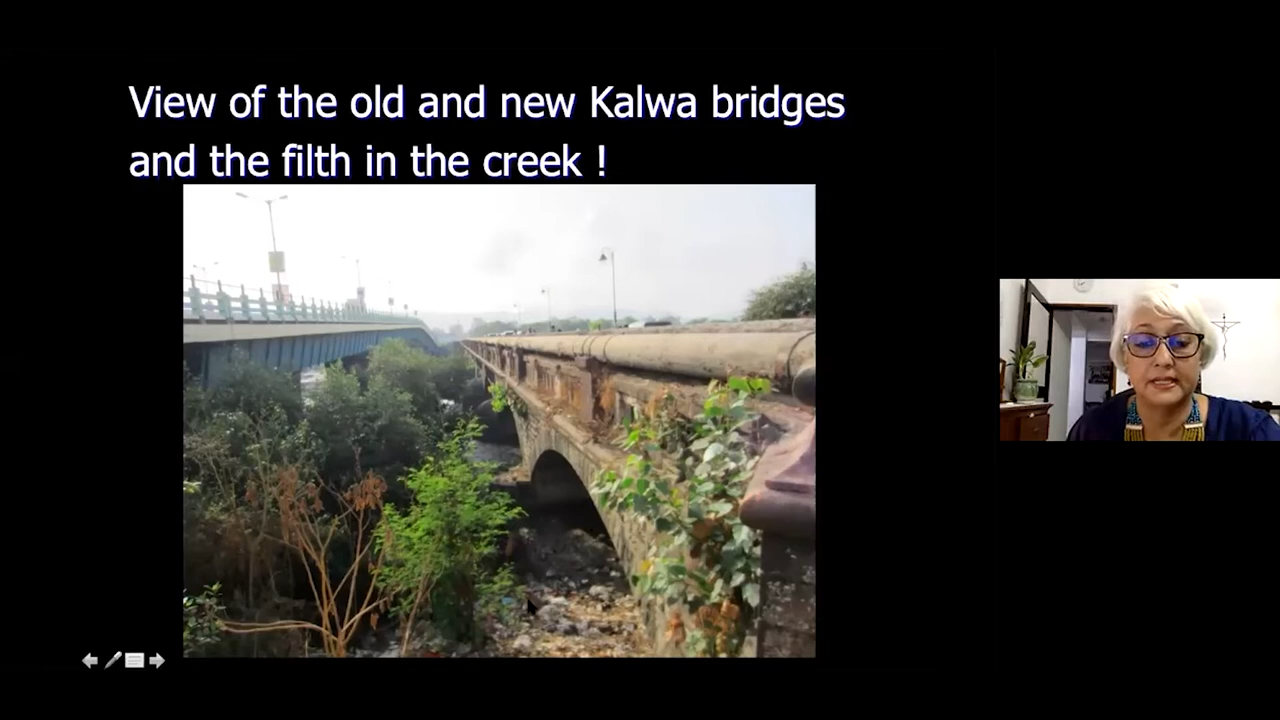 View of the old and new Kalwa bridges
and the filth in the creek !